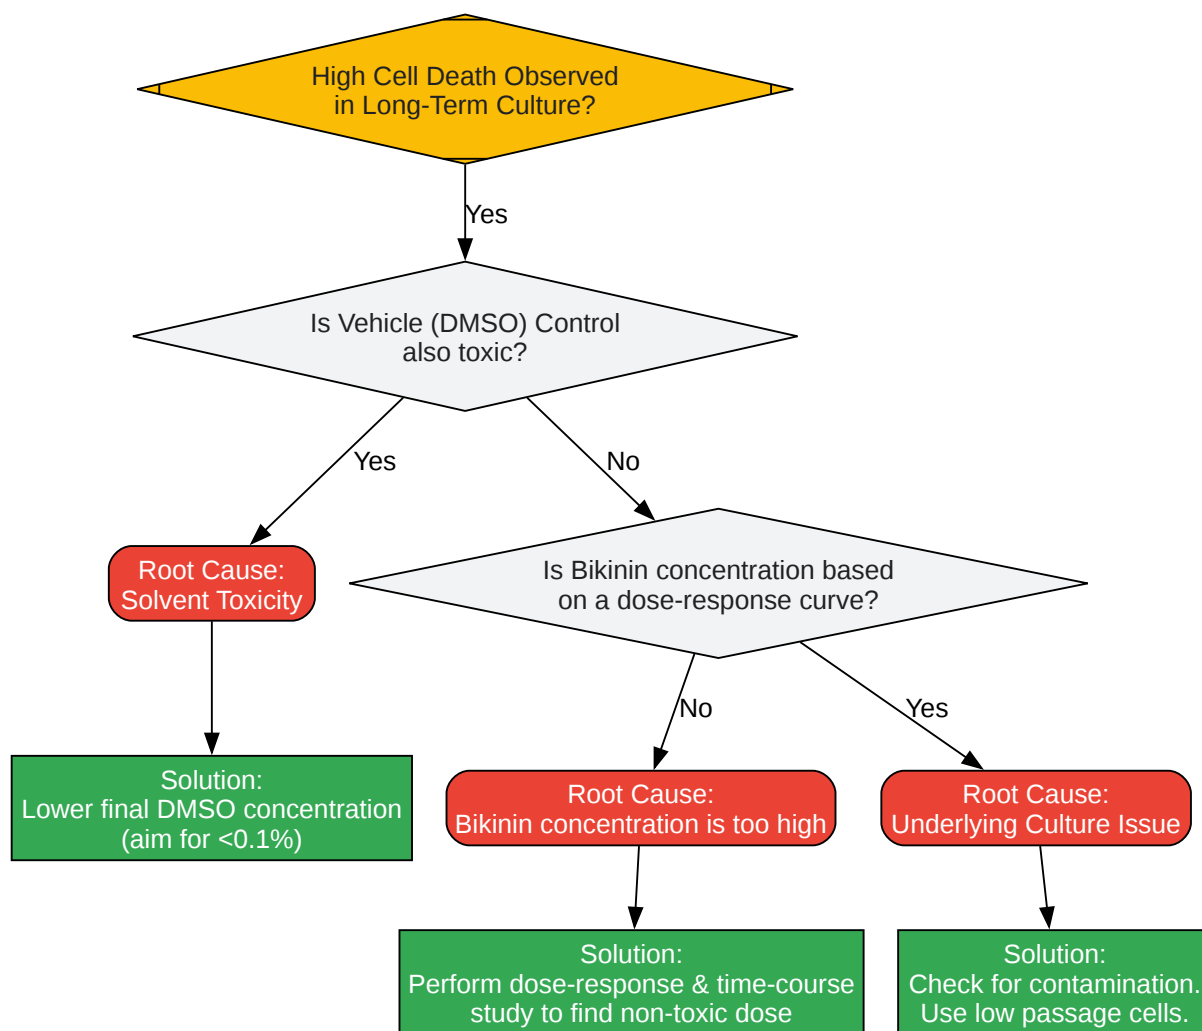 High Cell Death Observed
in Long-Term Culture?
Yes
Is Vehicle (DMSO) Control
also toxic?
Yes
No
Root Cause:
Solvent Toxicity
Is Bikinin concentration based
on a dose-response curve?
No
Yes
Solution:
Lower final DMSO concentration
(aim for <0.1%)
Root Cause:
Bikinin concentration is too high
Root Cause:
Underlying Culture Issue
Solution:
Perform dose-response & time-course
study to find non-toxic dose
Solution:
Check for contamination.
Use low passage cells.